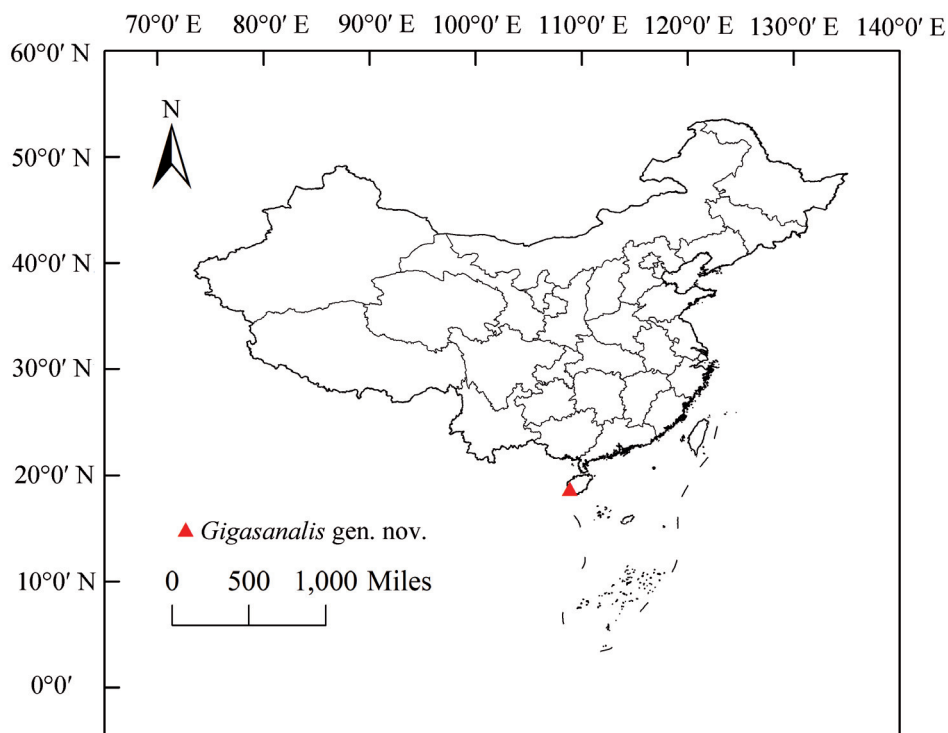 70°0′ E 80°0′ E 90°0′ E 100°0′ E 110°0′ E 120°0′ E 130°0′ E 140°0′ E
60°0′ N
N
50°0′ N
40°0′ N
30°0′ N
20°0′ N
Gigasanalis gen. nov.
0 500 1,000 Miles
10°0′ N
0°0′